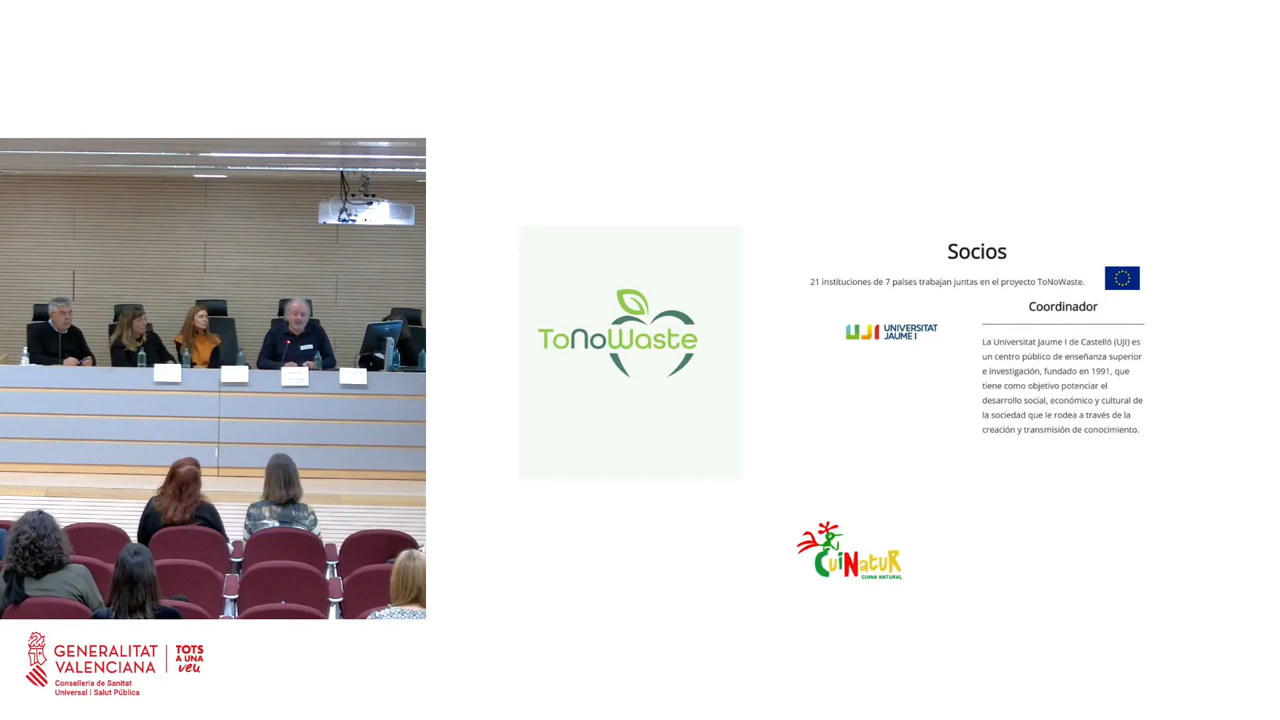 ToNoWaste
Socios
21 instituciones de 7 países trabajan juntas en el proyecto ToNoWaste.
Coordinador
UJI UNIVERSITAT
JAUME I
La Universitat Jaume I de Castelló (UJI) es
un centro público de enseñanza superior
e investigación, fundado en 1991, que
tiene como objetivo potenciar el
desarrollo social, económico y cultural de
la sociedad que le rodea a través de la
creación y transmisión de conocimiento.
CuiNatuR
CUINA NATURAL
GENERALITAT
VALENCIANA
Conselleria de Sanitat
Universal i Salut Pública
TOTS
A UNA
veu